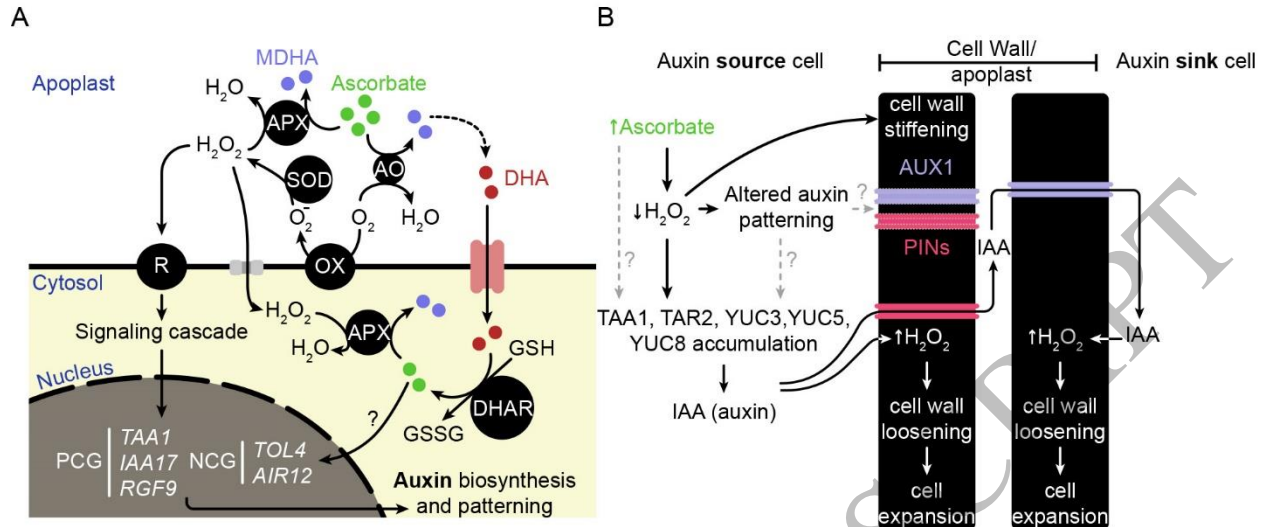 A
Apoplast
MDHA
Ascorbate
H2O
APX
H2O2
SOD
AO
DHA
O2-
O2
H2O
R
OX
Cytosol
Signaling cascade
H2O2
APX
H2O
GSH
DHAR
GSSG
?
Nucleus
PCG
TAA1
IAA17
RGF9
NCG
TOL4
AIR12
Auxin biosynthesis
and patterning
B
Auxin source cell
Cell Wall/
apoplast
Auxin sink cell
↑Ascorbate
cell wall
stiffening
AUX1
↓H2O2
Altered auxin
patterning
?
PINs
IAA
?
?
TAA1, TAR2, YUC3,YUC5,
YUC8 accumulation
IAA (auxin)
↑H2O2
cell wall
loosening
cell
expansion
↑H2O2
IAA
cell wall
loosening
cell
expansion
SCRIPT